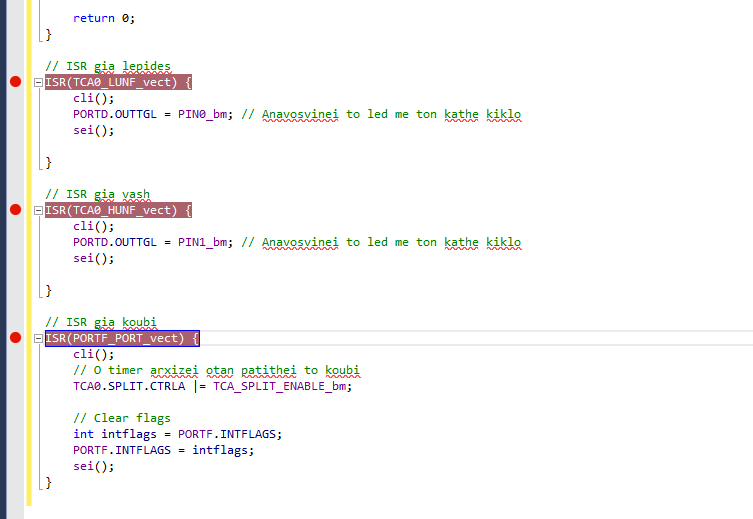 return 0;
}
// ISR gia lepides
ISR(TCA0_LUNF_vect) {
cli();
PORTD.OUTTGL = PIN0_bm; // Anavosvinei to led me ton kathe kiklo
sei();
}
// ISR gia vash
ISR(TCA0_HUNF_vect) {
cli();
PORTD.OUTTGL = PIN1_bm; // Anavosvinei to led me ton kathe kiklo
sei();
}
// ISR gia koubi
ISR(PORTF_PORT_vect) {
cli();
// O timer arxizei otan patithei to koubi
TCA0.SPLIT.CTRLA |= TCA_SPLIT_ENABLE_bm;
// Clear flags
int intflags = PORTF.INTFLAGS;
PORTF.INTFLAGS = intflags;
sei();
}